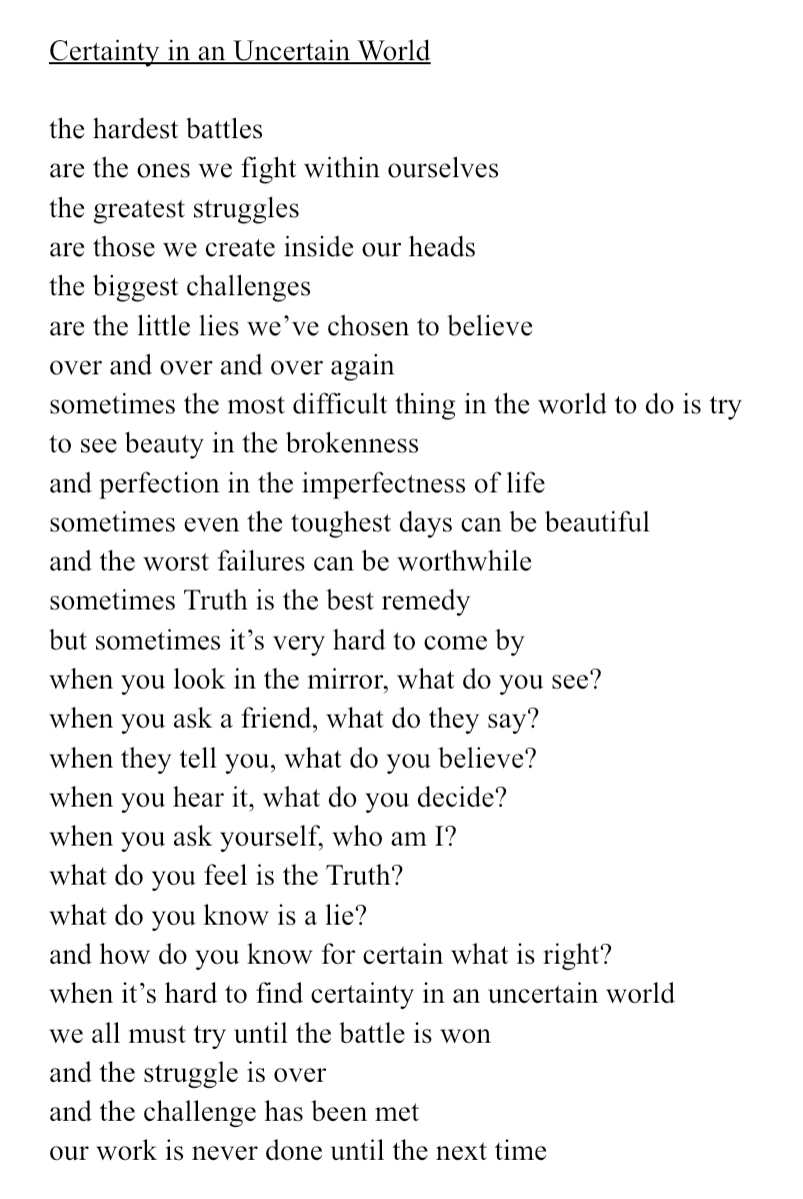 Certainty in an Uncertain World
the hardest battles
are the ones we fight within ourselves
the greatest struggles
are those we create inside our heads
the biggest challenges
are the little lies we’ve chosen to believe
over and over and over again
sometimes the most difficult thing in the world to do is try
to see beauty in the brokenness
and perfection in the imperfectness of life
sometimes even the toughest days can be beautiful
and the worst failures can be worthwhile
sometimes Truth is the best remedy
but sometimes it’s very hard to come by
when you look in the mirror, what do you see?
when you ask a friend, what do they say?
when they tell you, what do you believe?
when you hear it, what do you decide?
when you ask yourself, who am I?
what do you feel is the Truth?
what do you know is a lie?
and how do you know for certain what is right?
when it’s hard to find certainty in an uncertain world
we all must try until the battle is won
and the struggle is over
and the challenge has been met
our work is never done until the next time